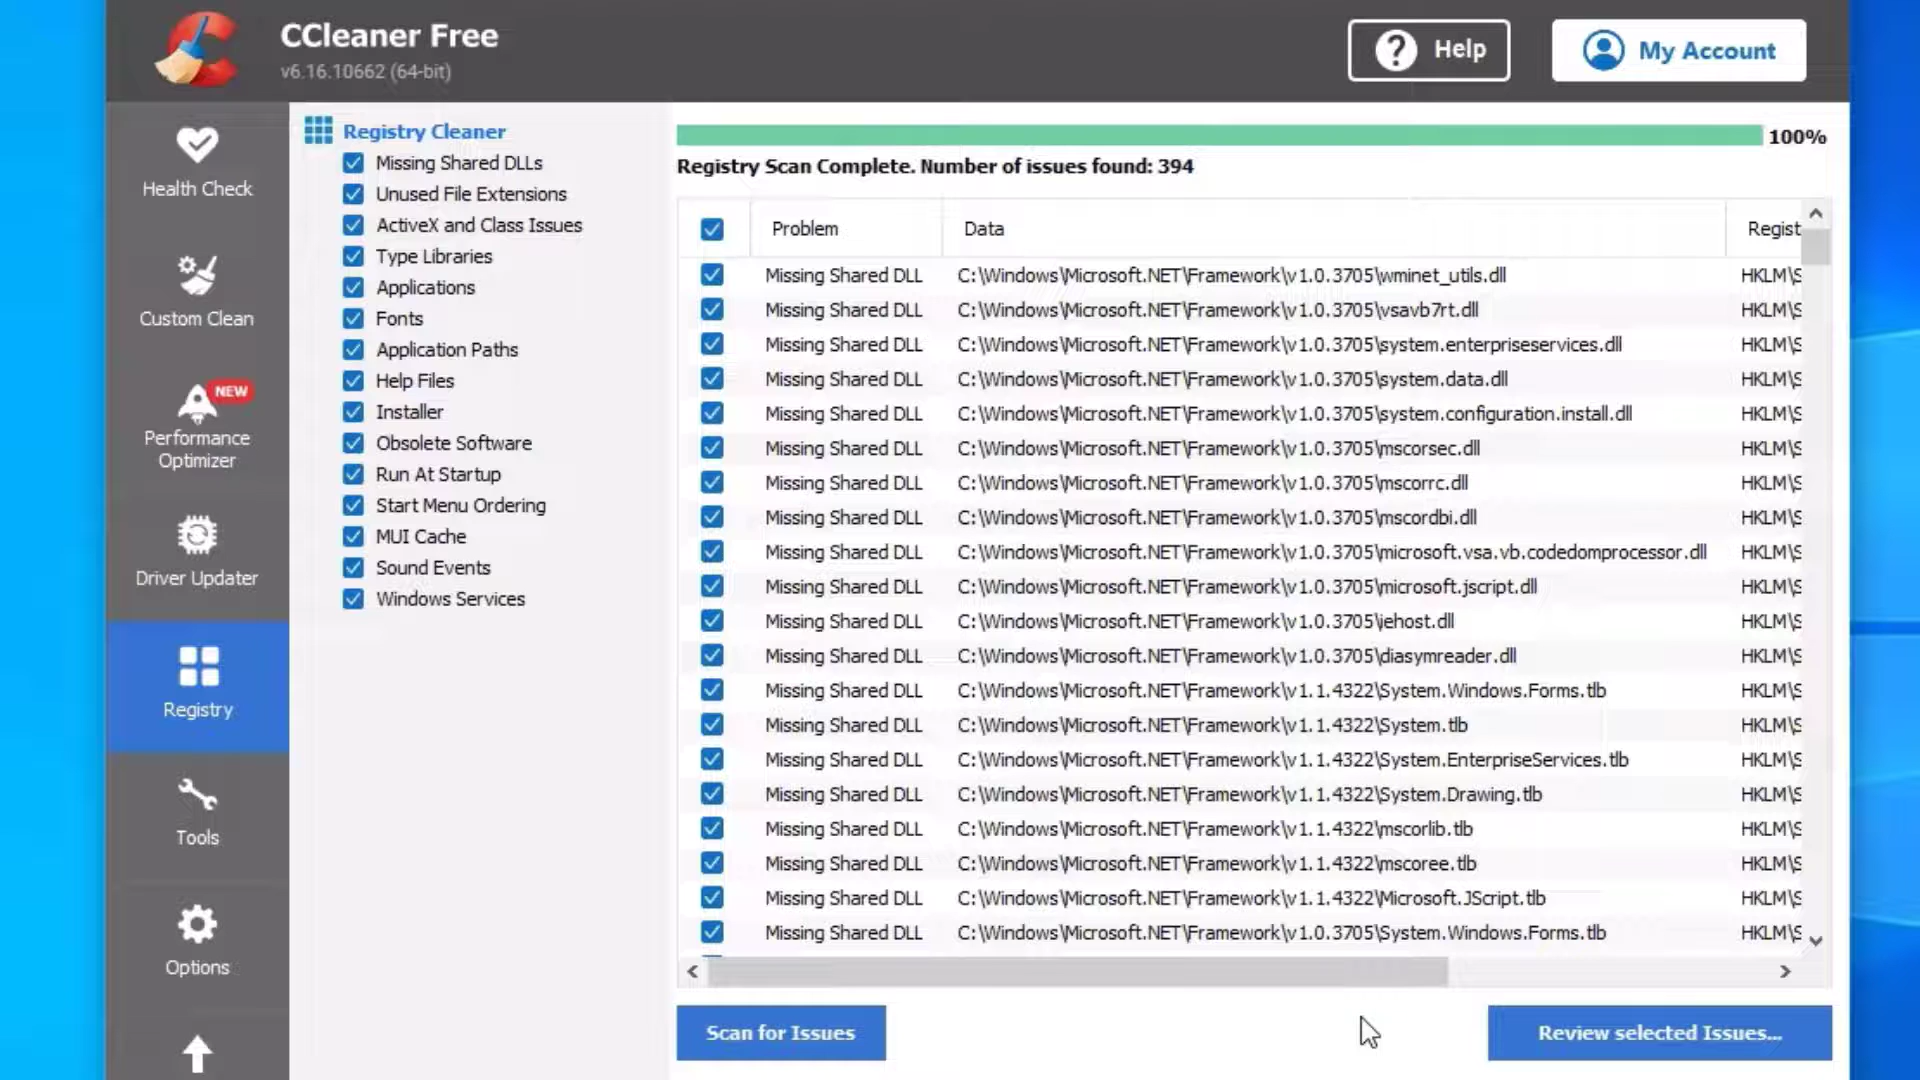 CCleaner Free
v6.16.10662 (64-bit)
Help
My Account
Health Check
Custom Clean
NEW
Performance
Optimizer
Driver Updater
Registry
Tools
Options
Registry Cleaner
Missing Shared DLLs
Unused File Extensions
ActiveX and Class Issues
Type Libraries
Applications
Fonts
Application Paths
Help Files
Installer
Obsolete Software
Run At Startup
Start Menu Ordering
MUI Cache
Sound Events
Windows Services
100%
Registry Scan Complete. Number of issues found: 394
Problem Data Regist
Missing Shared DLL C:\Windows\Microsoft.NET\Framework\v1.0.3705\wminet_utils.dll HKLM\S
Missing Shared DLL C:\Windows\Microsoft.NET\Framework\v1.0.3705\vsavb7rt.dll HKLM\S
Missing Shared DLL C:\Windows\Microsoft.NET\Framework\v1.0.3705\system.enterpriseservices.dll HKLM\S
Missing Shared DLL C:\Windows\Microsoft.NET\Framework\v1.0.3705\system.data.dll HKLM\S
Missing Shared DLL C:\Windows\Microsoft.NET\Framework\v1.0.3705\system.configuration.install.dll HKLM\S
Missing Shared DLL C:\Windows\Microsoft.NET\Framework\v1.0.3705\mscorsec.dll HKLM\S
Missing Shared DLL C:\Windows\Microsoft.NET\Framework\v1.0.3705\mscorrc.dll HKLM\S
Missing Shared DLL C:\Windows\Microsoft.NET\Framework\v1.0.3705\mscordbi.dll HKLM\S
Missing Shared DLL C:\Windows\Microsoft.NET\Framework\v1.0.3705\microsoft.vsa.vb.codedomprocessor.dll HKLM\S
Missing Shared DLL C:\Windows\Microsoft.NET\Framework\v1.0.3705\microsoft.jscript.dll HKLM\S
Missing Shared DLL C:\Windows\Microsoft.NET\Framework\v1.0.3705\iehost.dll HKLM\S
Missing Shared DLL C:\Windows\Microsoft.NET\Framework\v1.0.3705\diasymreader.dll HKLM\S
Missing Shared DLL C:\Windows\Microsoft.NET\Framework\v1.1.4322\System.Windows.Forms.tlb HKLM\S
Missing Shared DLL C:\Windows\Microsoft.NET\Framework\v1.1.4322\System.tlb HKLM\S
Missing Shared DLL C:\Windows\Microsoft.NET\Framework\v1.1.4322\System.EnterpriseServices.tlb HKLM\S
Missing Shared DLL C:\Windows\Microsoft.NET\Framework\v1.1.4322\System.Drawing.tlb HKLM\S
Missing Shared DLL C:\Windows\Microsoft.NET\Framework\v1.1.4322\mscorlib.tlb HKLM\S
Missing Shared DLL C:\Windows\Microsoft.NET\Framework\v1.1.4322\mscoree.tlb HKLM\S
Missing Shared DLL C:\Windows\Microsoft.NET\Framework\v1.1.4322\Microsoft.JScript.tlb HKLM\S
Missing Shared DLL C:\Windows\Microsoft.NET\Framework\v1.0.3705\System.Windows.Forms.tlb HKLM\S
Scan for Issues
Review selected Issues...